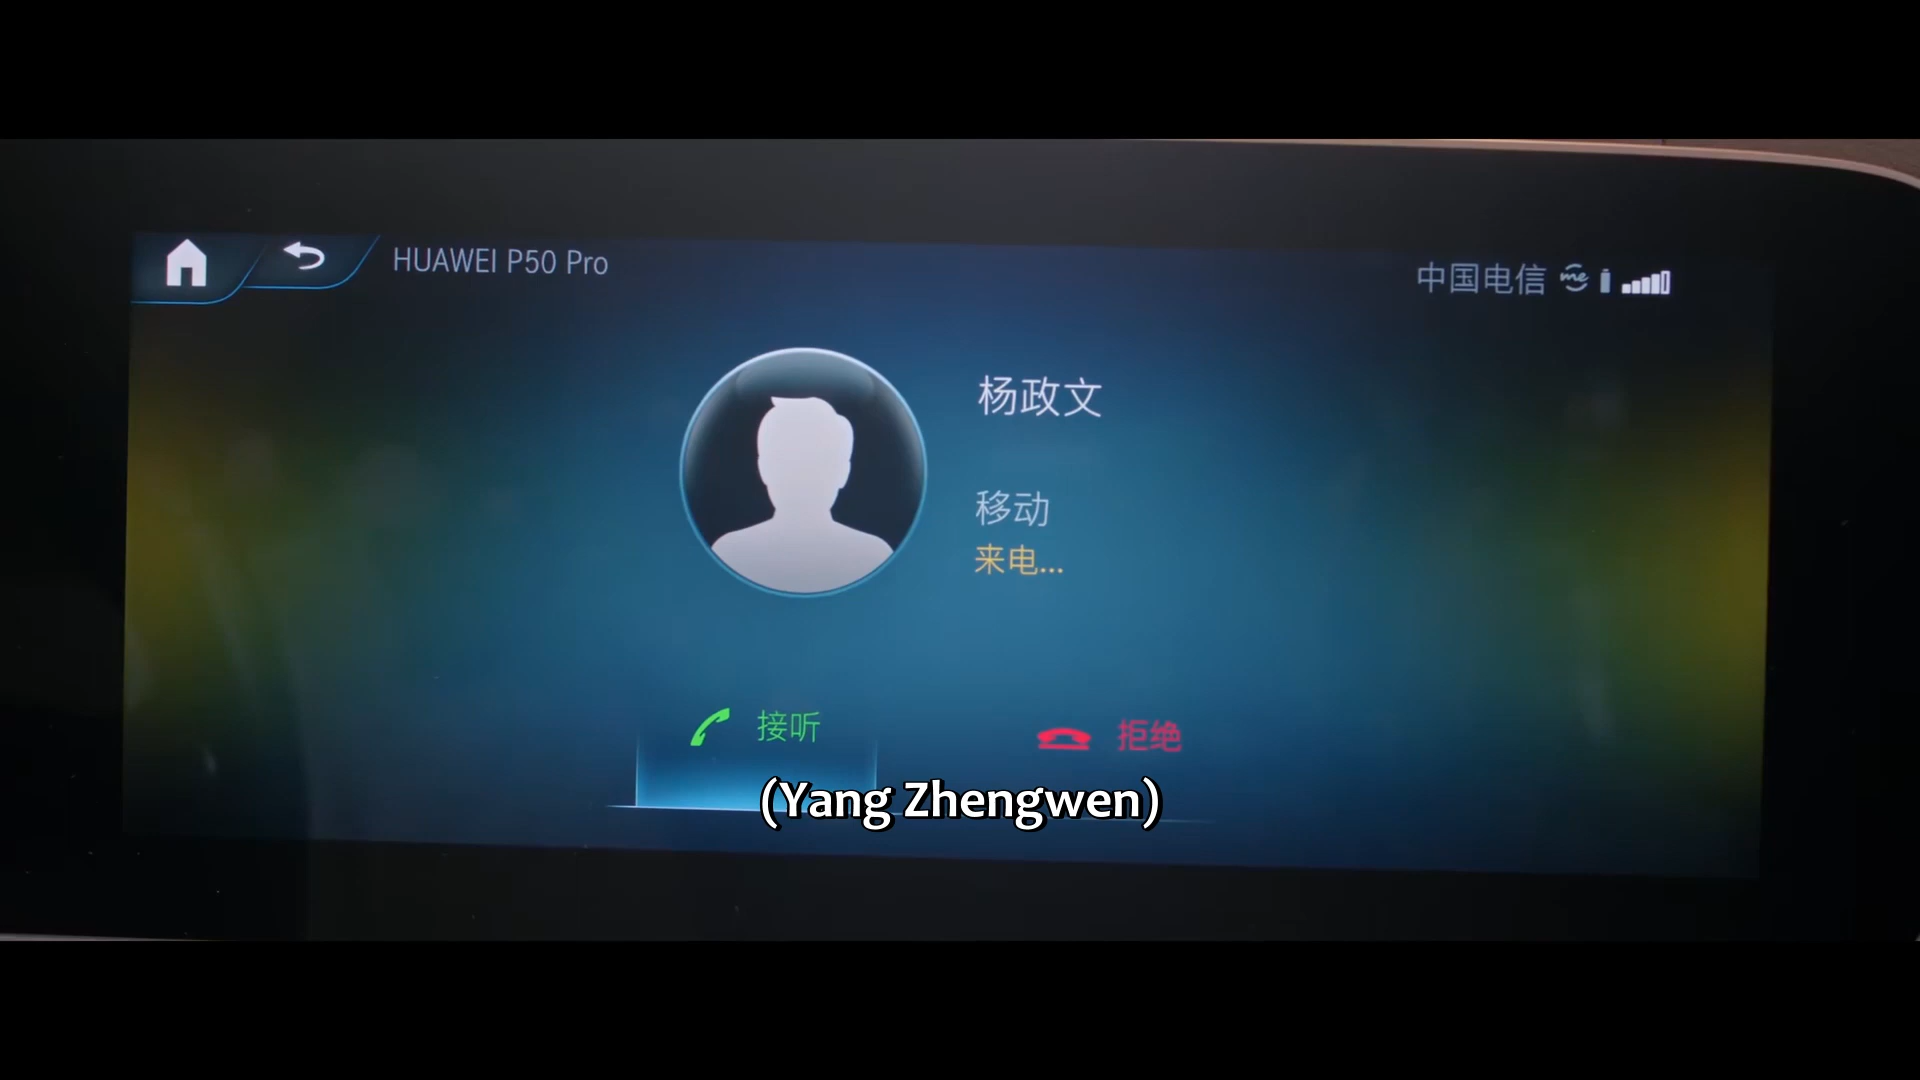 HUAWEI P50 Pro
中国电信 me
杨政文
移动
来电...
接听
拒绝
(Yang Zhengwen)